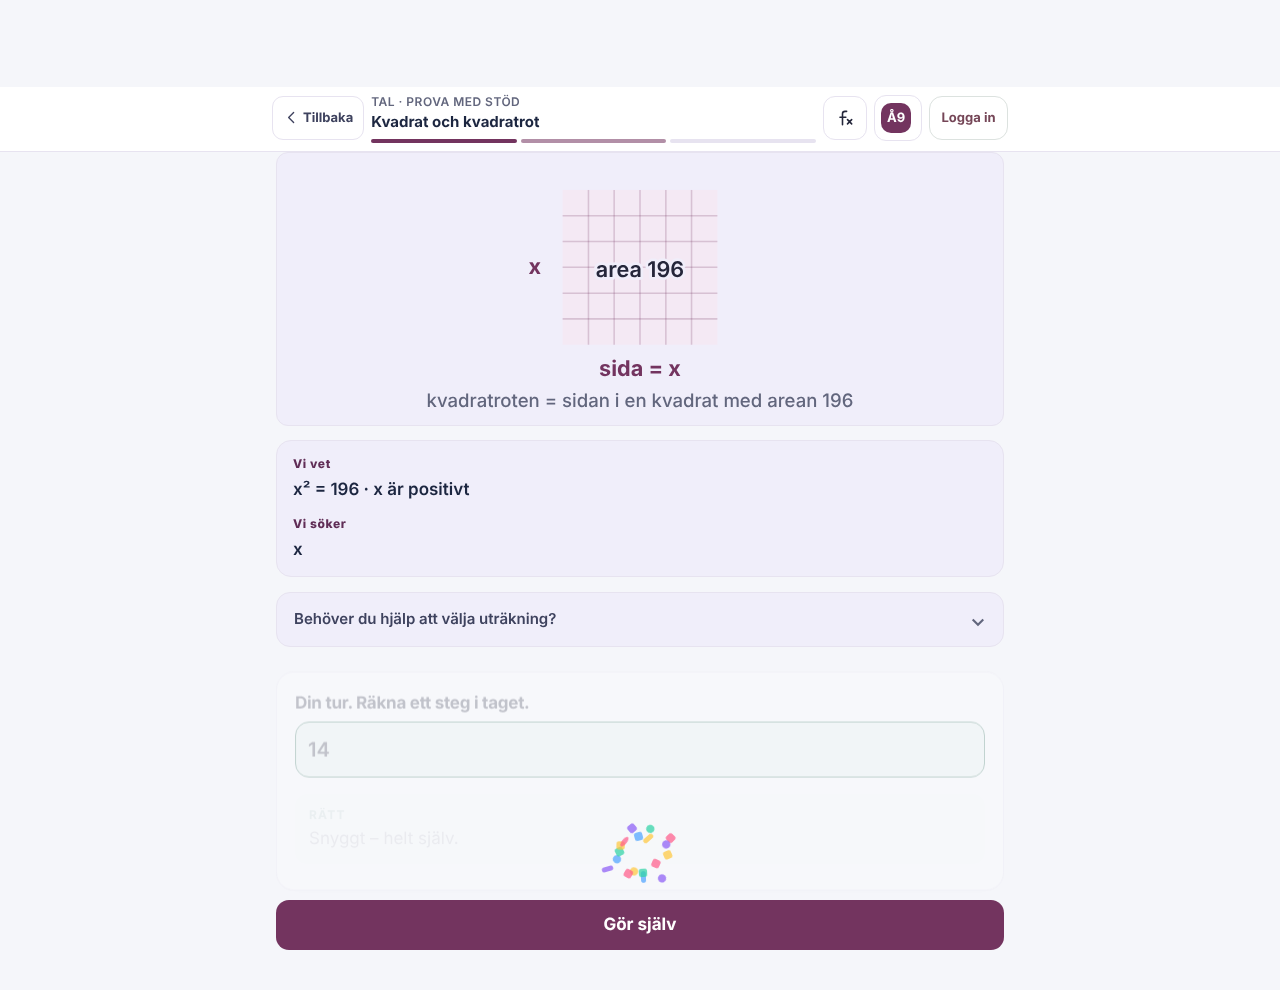 Tillbaka
TAL · PROVA MED STÖD
Kvadrat och kvadratrot
fx
Å9
Logga in
x
area 196
sida = x
kvadratroten = sidan i en kvadrat med arean 196
Vi vet
x² = 196 · x är positivt
Vi söker
x
Behöver du hjälp att välja uträkning?
Din tur. Räkna ett steg i taget.
14
RÄTT
Snyggt – helt själv.
Gör själv